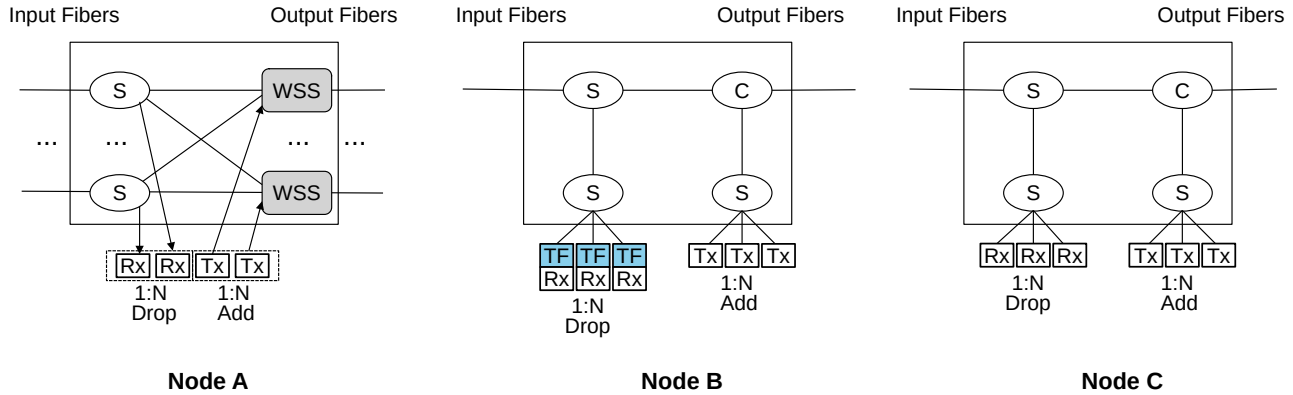 Input Fibers Output Fibers Input Fibers Output Fibers Input Fibers Output Fibers
S WSS S C S C
... ... ... ...
S WSS S S S S
Rx Rx Tx Tx TF TF TF Tx Tx Tx Rx Rx Rx Tx Tx Tx
Rx Rx Rx
1:N 1:N 1:N 1:N 1:N 1:N
Drop Add Drop Add Drop Add
Node A Node B Node C